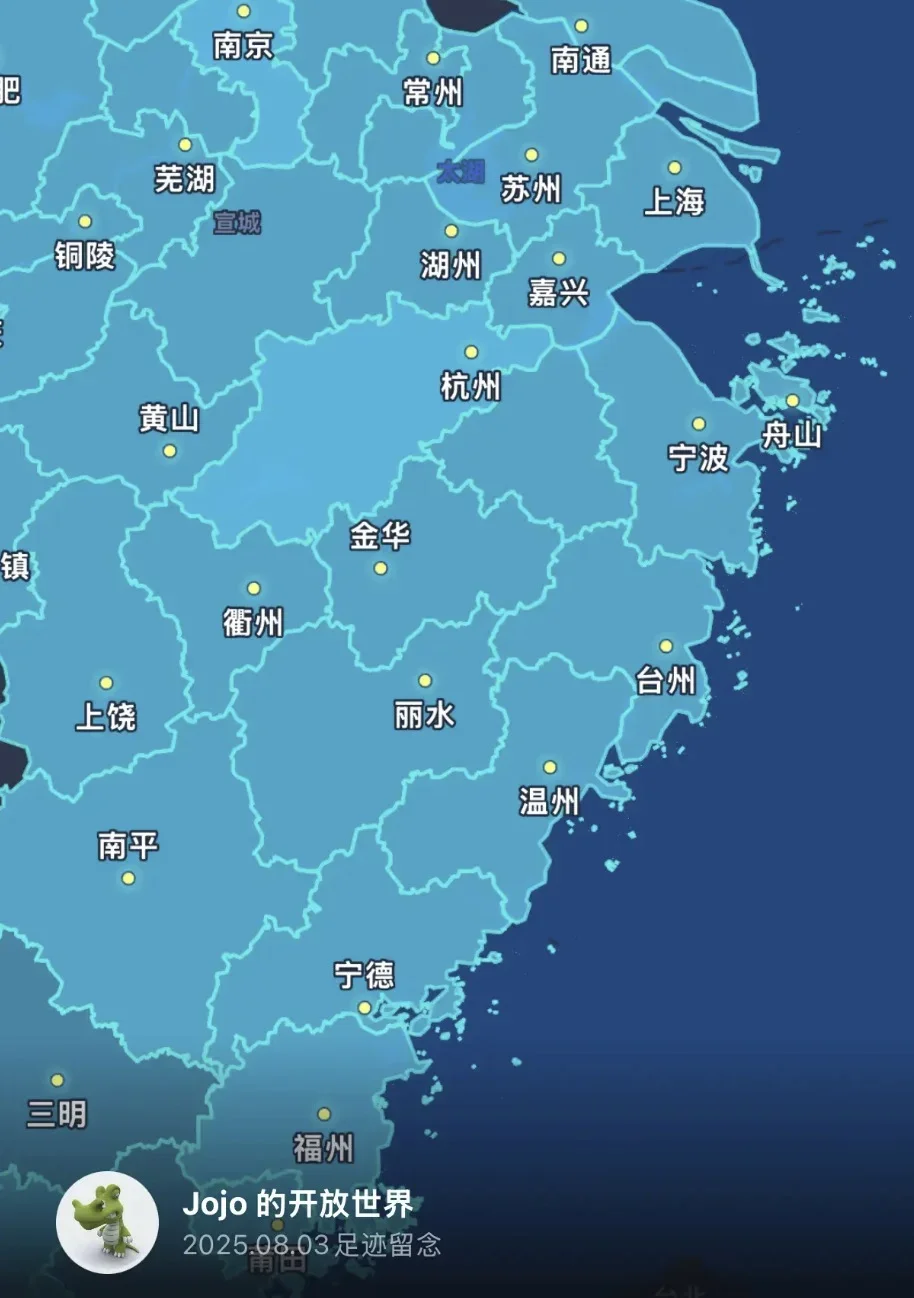 南京
南通
肥
常州
太湖
芜湖
苏州
上海
宣城
铜陵
湖州
嘉兴
杭州
黄山
舟山
宁波
金华
镇
衢州
台州
丽水
上饶
温州
南平
宁德
三明
福州
Jojo 的开放世界
2025.08.03 足迹留念
莆田
台北